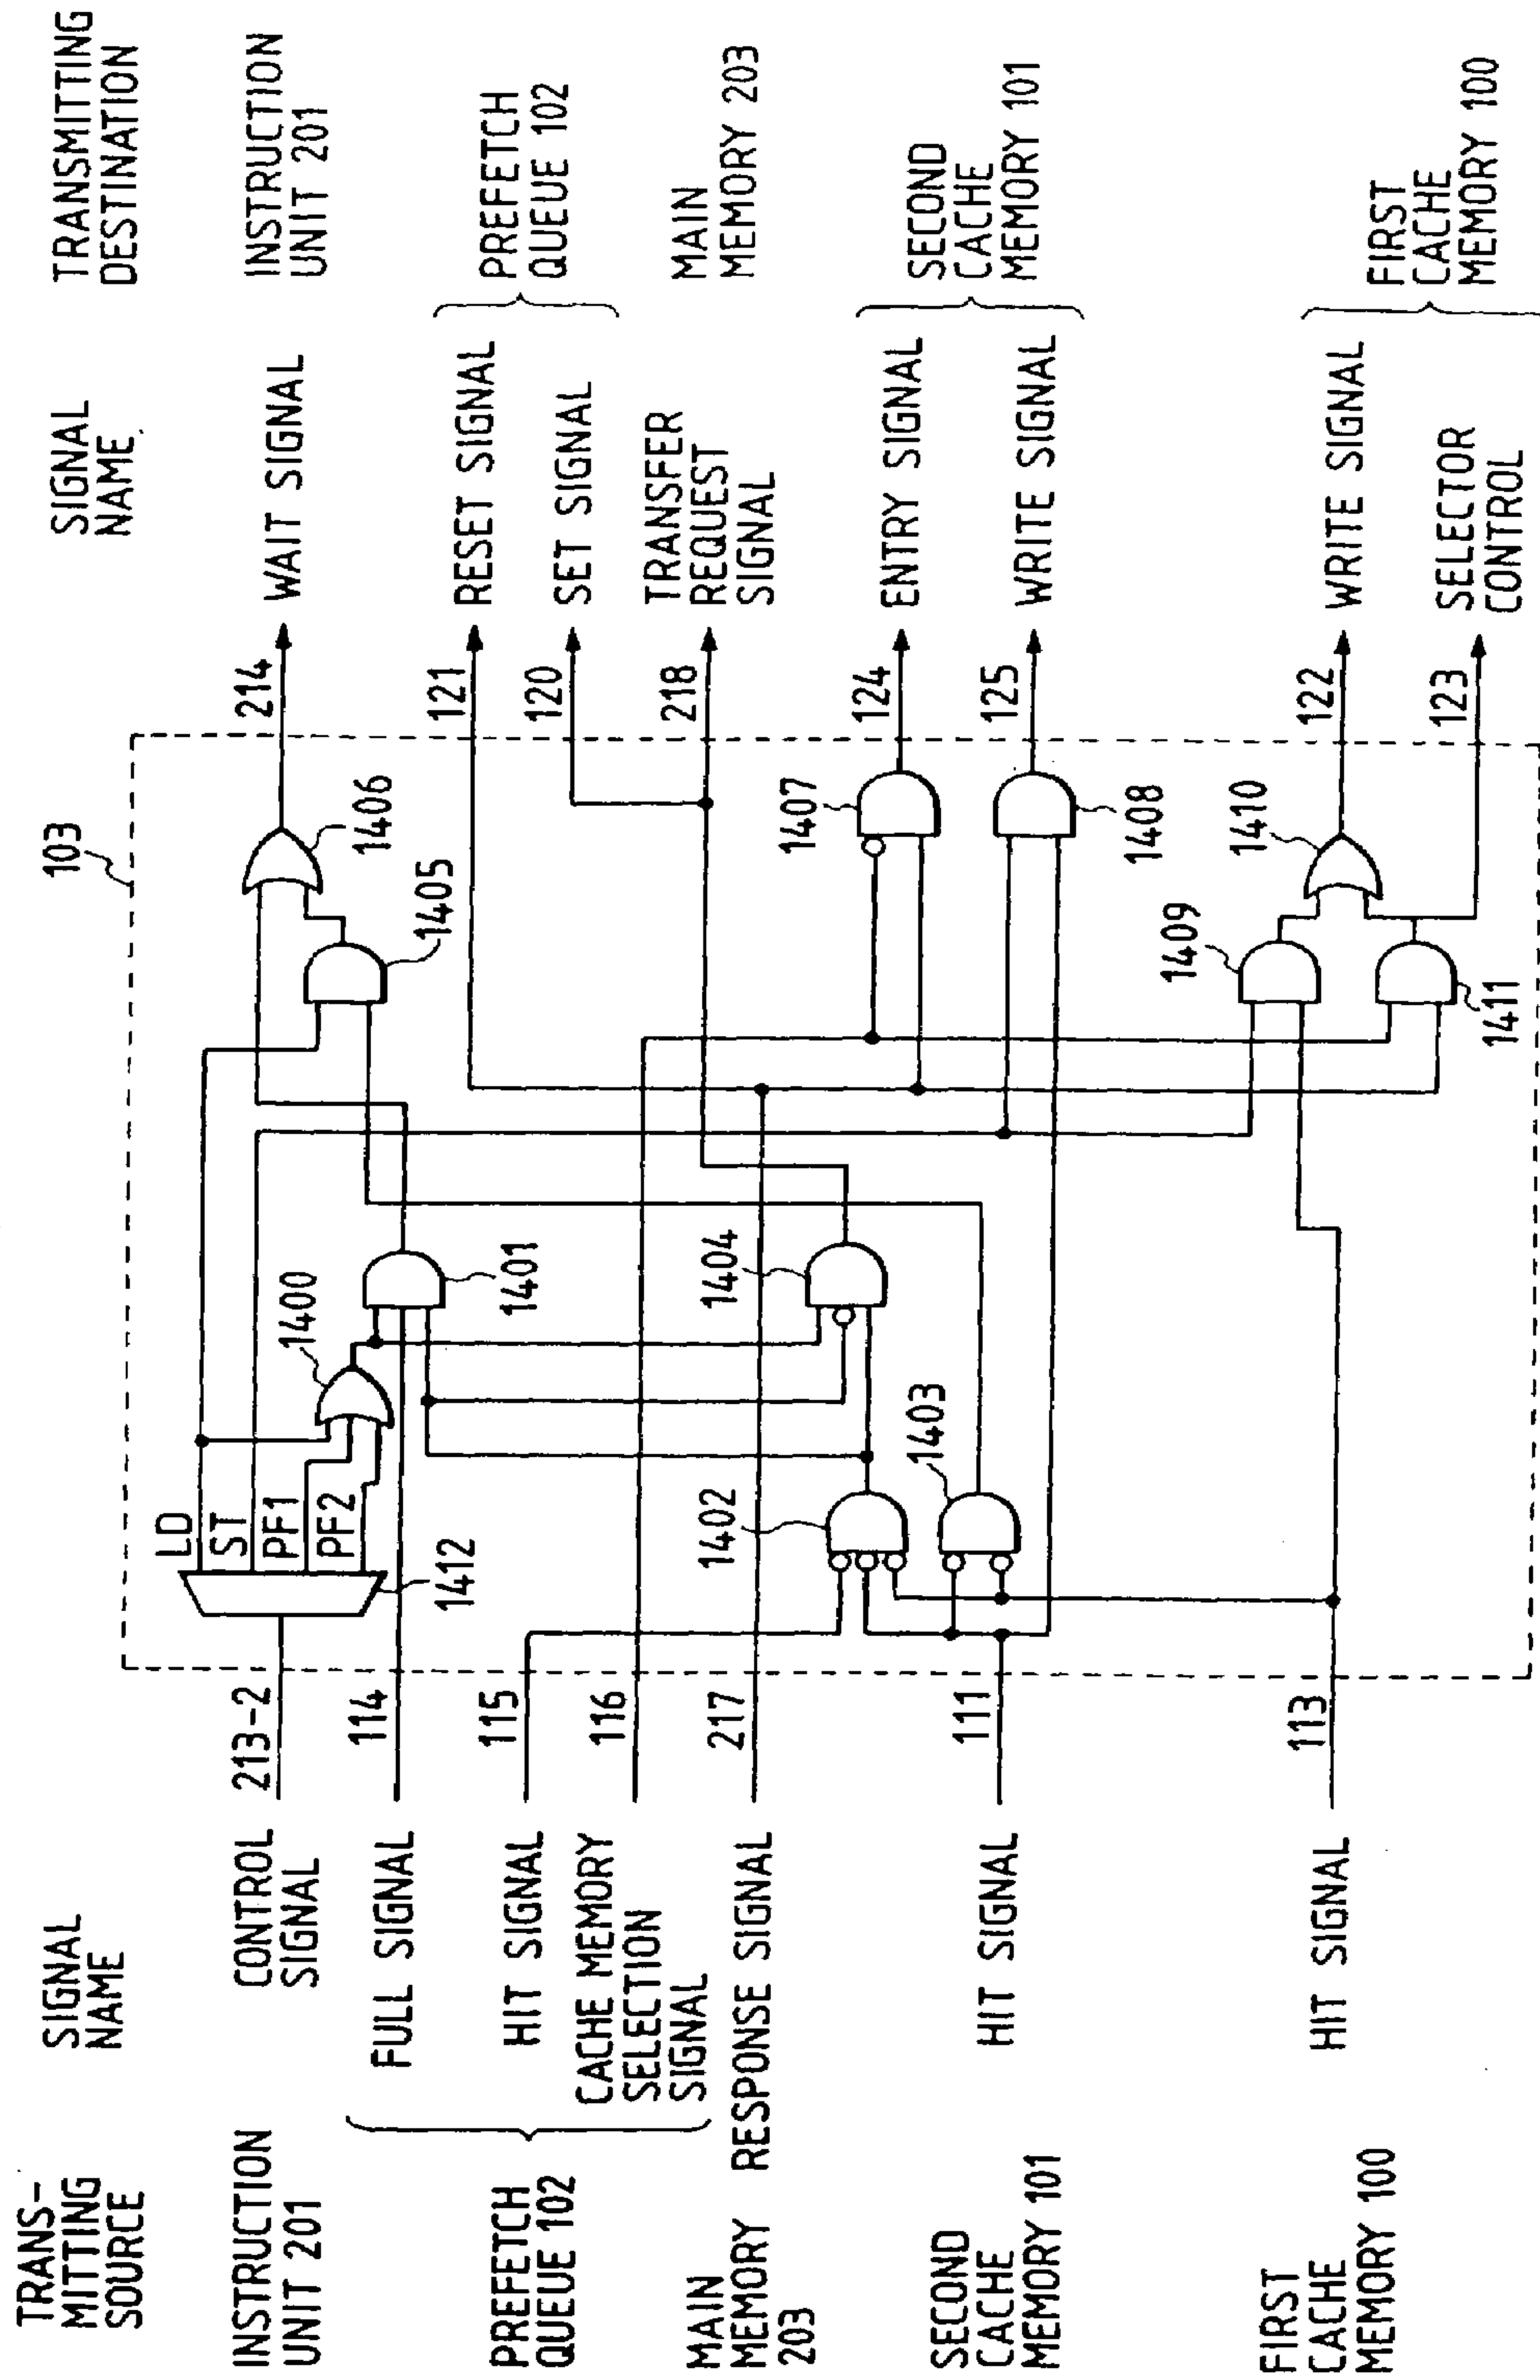 TRANS-
MITTING
SOURCE
SIGNAL
NAME
SIGNAL
NAME
TRANSMITTING
DESTINATION
103
INSTRUCTION
UNIT 201
CONTROL
SIGNAL
213-2
1412
LD
ST
PF1
PF2
1400
1401
1405
1406
214
WAIT SIGNAL
INSTRUCTION
UNIT 201
PREFETCH
QUEUE 102
FULL SIGNAL
114
HIT SIGNAL
115
CACHE MEMORY
SELECTION
SIGNAL
116
121
RESET SIGNAL
120
SET SIGNAL
PREFETCH
QUEUE 102
MAIN
MEMORY
203
RESPONSE SIGNAL
217
1402
1404
218
TRANSFER
REQUEST
SIGNAL
MAIN
MEMORY 203
SECOND
CACHE
MEMORY 101
HIT SIGNAL
111
1403
1407
124
ENTRY SIGNAL
1408
125
WRITE SIGNAL
SECOND
CACHE
MEMORY 101
FIRST
CACHE
MEMORY 100
HIT SIGNAL
113
1409
1410
1411
122
WRITE SIGNAL
123
SELECTOR
CONTROL
FIRST
CACHE
MEMORY 100